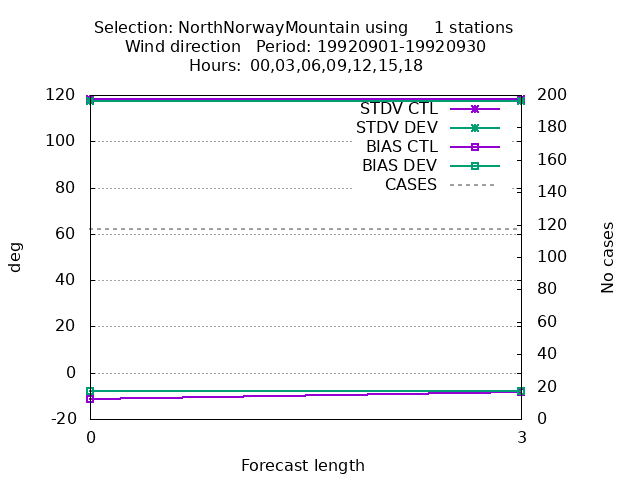 Selection: NorthNorwayMountain using     1 stations
Wind direction   Period: 19920901-19920930
Hours: 00,03,06,09,12,15,18
120
100
80
60
40
20
0
-20
200
180
160
140
120
100
80
60
40
20
0
STDV CTL
STDV DEV
BIAS CTL
BIAS DEV
CASES
deg
No cases
0
3
Forecast length